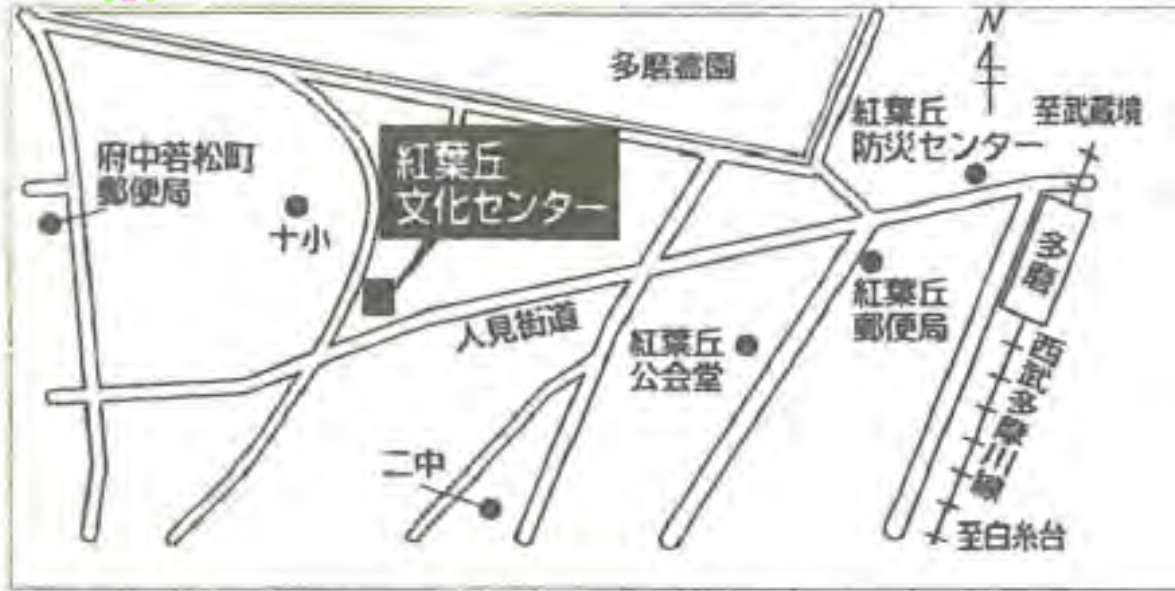 多磨霊園
N
至武蔵境
紅葉丘
防災センター
府中若松町
郵便局
紅葉丘
文化センター
十小
多磨
紅葉丘
郵便局
人見街道
紅葉丘
公会堂
西武多摩川線
二中
至白糸台